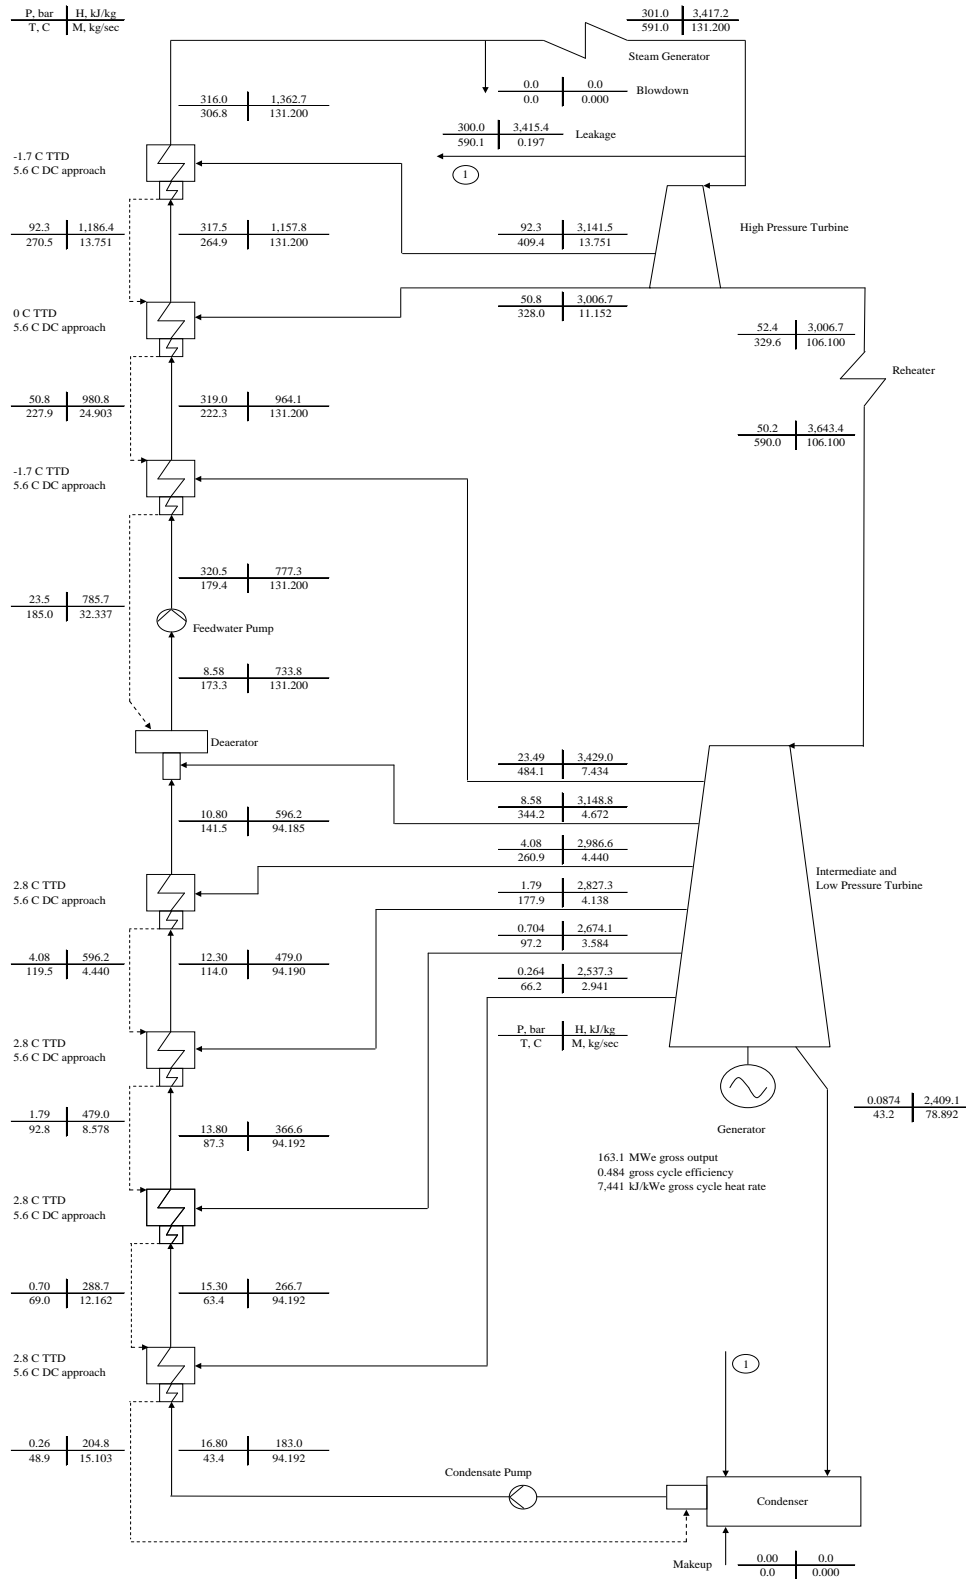 P, bar H, kJ/kg
T, C M, kg/sec
301.0 3,417.2
591.0 131.200
Steam Generator
0.0 0.0
0.0 0.000
Blowdown
316.0 1,362.7
306.8 131.200
300.0 3,415.4
590.1 0.197
Leakage
1
-1.7 C TTD
5.6 C DC approach
92.3 1,186.4
270.5 13.751
317.5 1,157.8
264.9 131.200
92.3 3,141.5
409.4 13.751
High Pressure Turbine
0 C TTD
5.6 C DC approach
50.8 3,006.7
328.0 11.152
52.4 3,006.7
329.6 106.100
Reheater
50.8 980.8
227.9 24.903
319.0 964.1
222.3 131.200
50.2 3,643.4
590.0 106.100
-1.7 C TTD
5.6 C DC approach
320.5 777.3
179.4 131.200
23.5 785.7
185.0 32.337
Feedwater Pump
8.58 733.8
173.3 131.200
Deaerator
23.49 3,429.0
484.1 7.434
10.80 596.2
141.5 94.185
8.58 3,148.8
344.2 4.672
4.08 2,986.6
260.9 4.440
Intermediate and
Low Pressure Turbine
2.8 C TTD
5.6 C DC approach
1.79 2,827.3
177.9 4.138
4.08 596.2
119.5 4.440
12.30 479.0
114.0 94.190
0.704 2,674.1
97.2 3.584
0.264 2,537.3
66.2 2.941
P, bar H, kJ/kg
T, C M, kg/sec
2.8 C TTD
5.6 C DC approach
1.79 479.0
92.8 8.578
13.80 366.6
87.3 94.192
Generator
0.0874 2,409.1
43.2 78.892
163.1 MWe gross output
0.484 gross cycle efficiency
7,441 kJ/kWe gross cycle heat rate
2.8 C TTD
5.6 C DC approach
0.70 288.7
69.0 12.162
15.30 266.7
63.4 94.192
2.8 C TTD
5.6 C DC approach
1
0.26 204.8
48.9 15.103
16.80 183.0
43.4 94.192
Condensate Pump
Condenser
Makeup
0.00 0.0
0.0 0.000